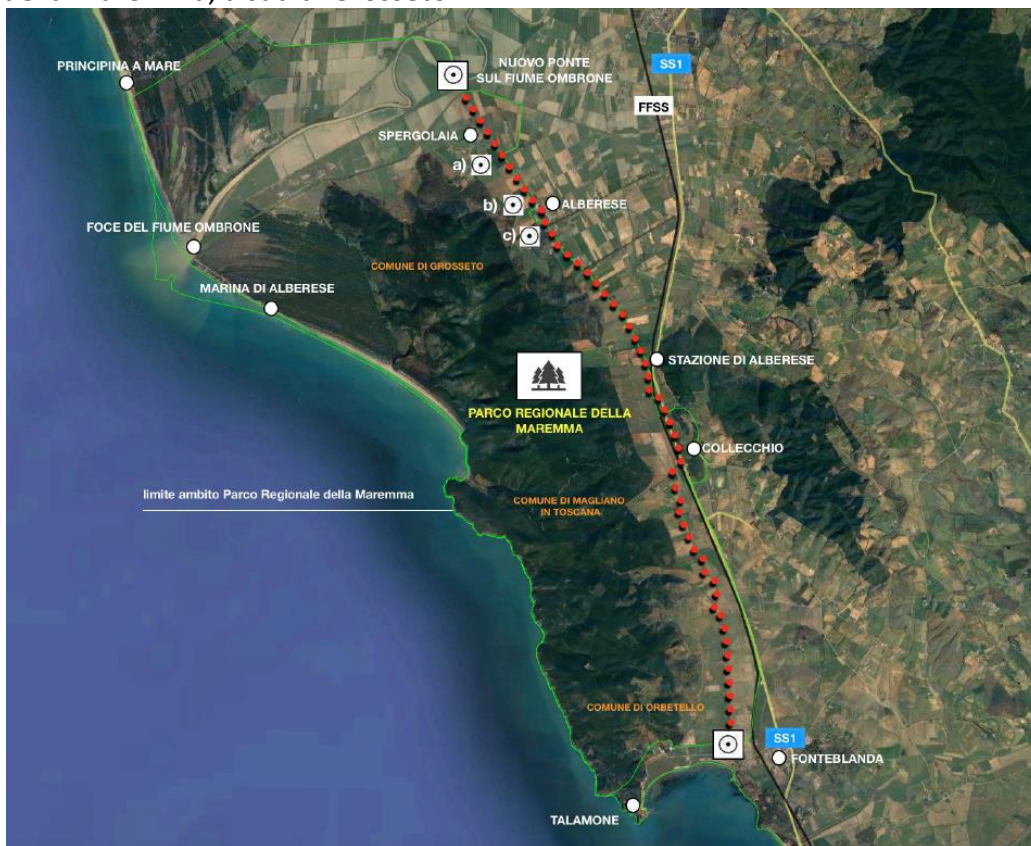 PRINCIPINA A MARE
NUOVO PONTE
SUL FIUME OMBRONE
SS1
FFSS
SPERGOLAIA
a)
b)
ALBERESE
c)
FOCE DEL FIUME OMBRONE
COMUNE DI GROSSETO
MARINA DI ALBERESE
STAZIONE DI ALBERESE
PARCO REGIONALE DELLA
MAREMMA
COLLECCHIO
limite ambito Parco Regionale della Maremma
COMUNE DI MAGLIANO
IN TOSCANA
COMUNE DI ORBETELLO
SS1
FONTEBLANDA
TALAMONE